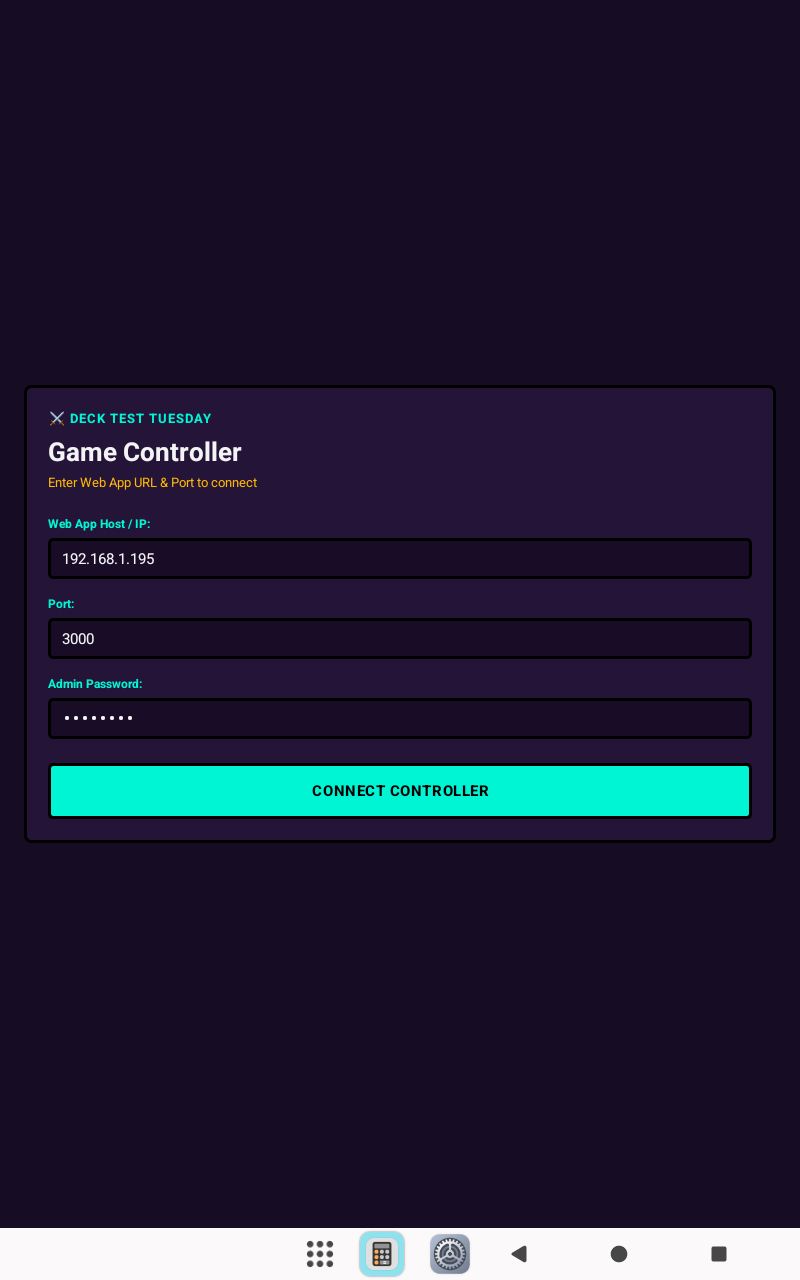 ⚔️ DECK TEST TUESDAY
Game Controller
Enter Web App URL & Port to connect
Web App Host / IP:
192.168.1.195
Port:
3000
Admin Password:
••••••••
CONNECT CONTROLLER